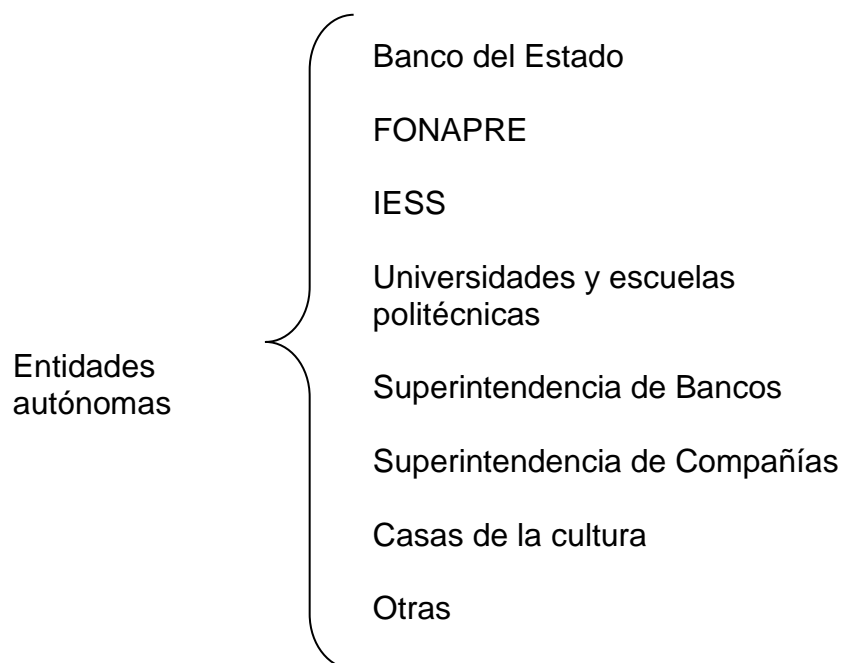 Entidades
autónomas
Banco del Estado
FONAPRE
IESS
Universidades y escuelas
politécnicas
Superintendencia de Bancos
Superintendencia de Compañías
Casas de la cultura
Otras